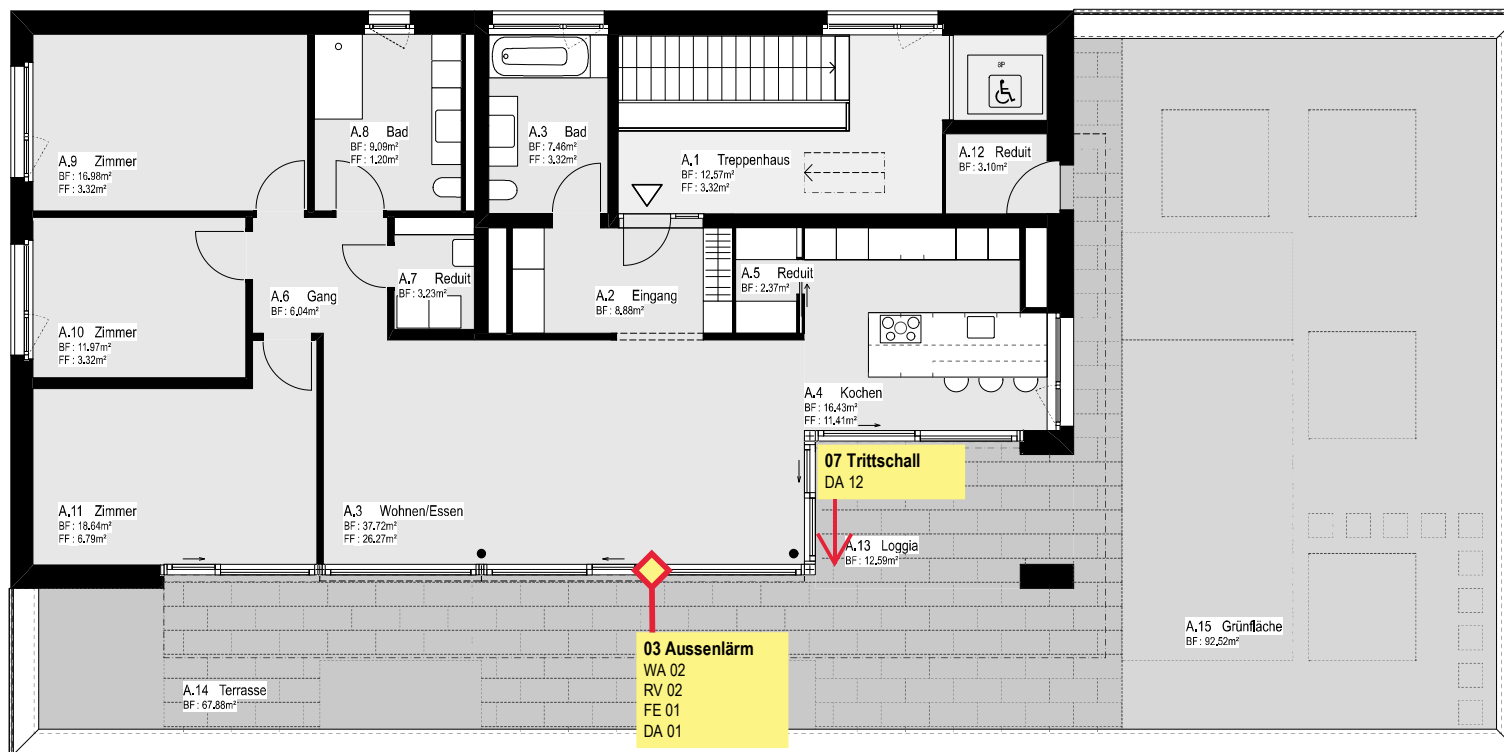 8P
A.9 Zimmer
BF : 16.98m²
FF : 3.32m²
A.8 Bad
BF : 9.09m²
FF : 1.20m²
A.3 Bad
BF : 7.46m²
FF : 3.32m²
A.1 Treppenhaus
BF : 12.57m²
FF : 3.32m²
A.12 Reduit
BF : 3.10m²
A.10 Zimmer
BF : 11.97m²
FF : 3.32m²
A.6 Gang
BF : 6.04m²
A.7 Reduit
BF : 3.23m²
A.2 Eingang
BF : 8.88m²
A.5 Reduit
BF : 2.37m²
A.4 Kochen
BF : 16.43m²
FF : 11.41m²
07 Trittschall
DA 12
A.11 Zimmer
BF : 18.64m²
FF : 6.79m²
A.3 Wohnen/Essen
BF : 37.72m²
FF : 26.27m²
A.13 Loggia
BF : 12.59m²
03 Aussenlärm
WA 02
RV 02
FE 01
DA 01
A.14 Terrasse
BF : 67.88m²
A.15 Grünfläche
BF : 92.52m²